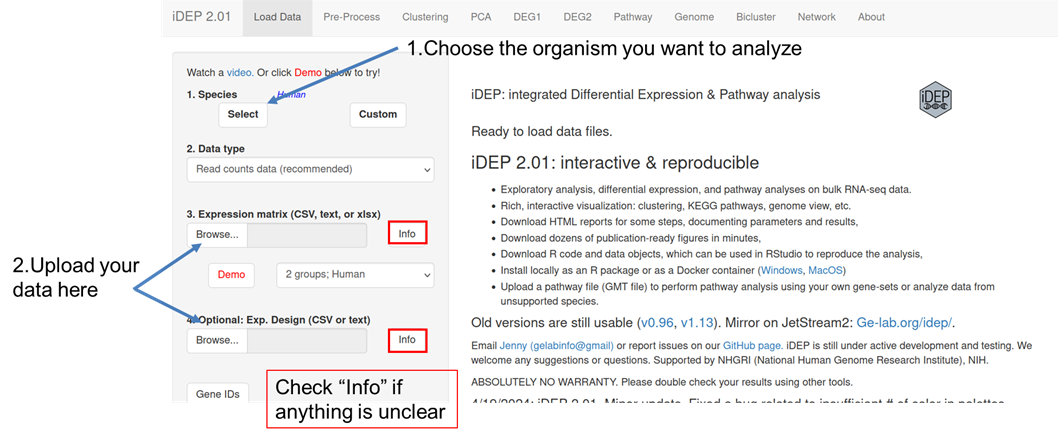 iDEP 2.01 Load Data Pre-Process Clustering PCA DEG1 DEG2 Pathway Genome Bicluster Network About
1.Choose the organism you want to analyze
Watch a video. Or click Demo below to try!
1. Species Human
Select Custom
2. Data type
Read counts data (recommended)
3. Expression matrix (CSV, text, or xlsx)
Browse... Info
2.Upload your
data here
Demo 2 groups; Human
4. Optional: Exp. Design (CSV or text)
Browse... Info
Gene IDs
Check “Info” if
anything is unclear
iDEP: integrated Differential Expression & Pathway analysis
iDEP
Ready to load data files.
iDEP 2.01: interactive & reproducible
• Exploratory analysis, differential expression, and pathway analyses on bulk RNA-seq data.
• Rich, interactive visualization: clustering, KEGG pathways, genome view, etc.
• Download HTML reports for some steps, documenting parameters and results,
• Download dozens of publication-ready figures in minutes,
• Download R code and data objects, which can be used in RStudio to reproduce the analysis,
• Install locally as an R package or as a Docker container (Windows, MacOS)
• Upload a pathway file (GMT file) to perform pathway analysis using your own gene-sets or analyze data from
unsupported species.
Old versions are still usable (v0.96, v1.13). Mirror on JetStream2: Ge-lab.org/idep/.
Email Jenny (gelabinfo@gmail) or report issues on our GitHub page. iDEP is still under active development and testing. We
welcome any suggestions or questions. Supported by NHGRI (National Human Genome Research Institute), NIH.
ABSOLUTELY NO WARRANTY. Please double check your results using other tools.
4/19/2024: iDEP 2.01. Minor update. Fixed a bug related to insufficient # of color in palettes